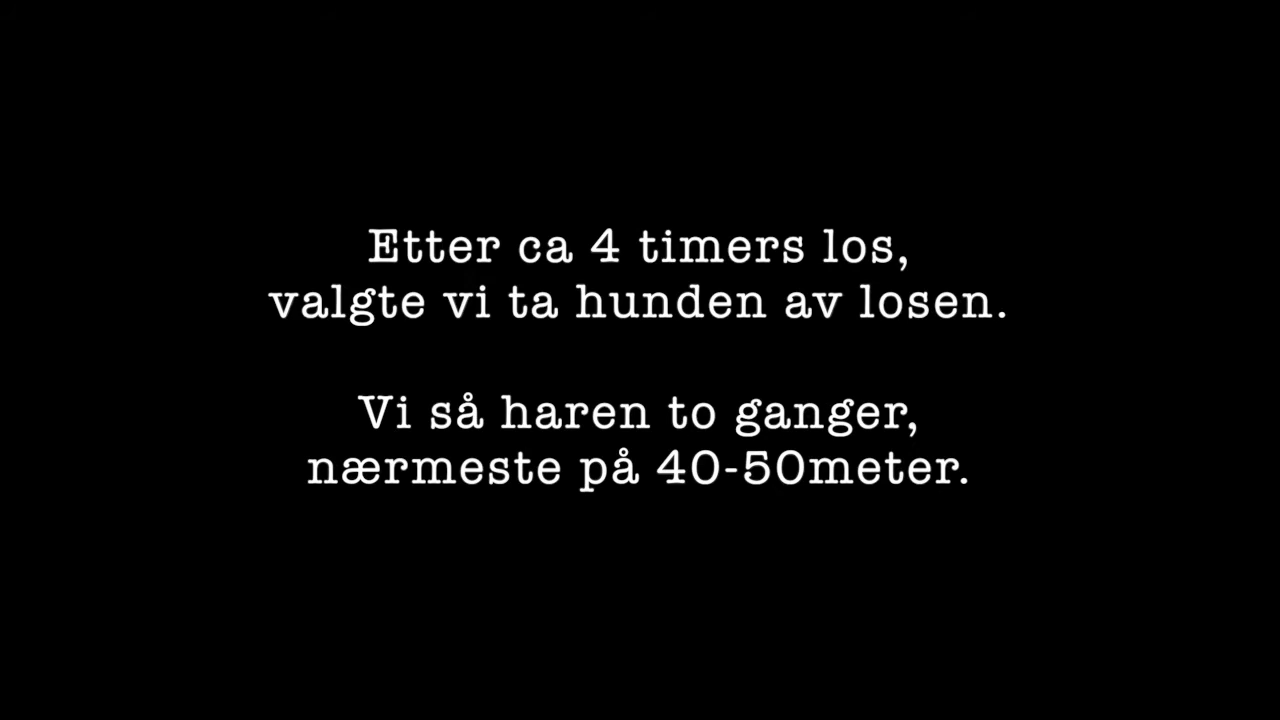 Etter ca 4 timers los,
valgte vi ta hunden av losen.
Vi så haren to ganger,
nærmeste på 40-50meter.